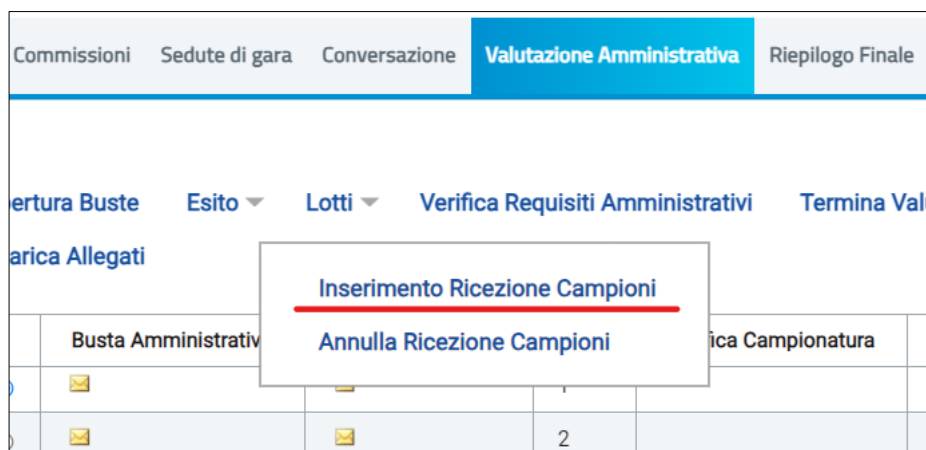 Commissioni Sedute di gara Conversazione Valutazione Amministrativa Riepilogo Finale
ertura Buste Esito Lotti Verifica Requisiti Amministrativi Termina Val
arica Allegati
Inserimento Ricezione Campioni
Busta Amministrativ Annulla Ricezione Campioni ica Campionatura
2